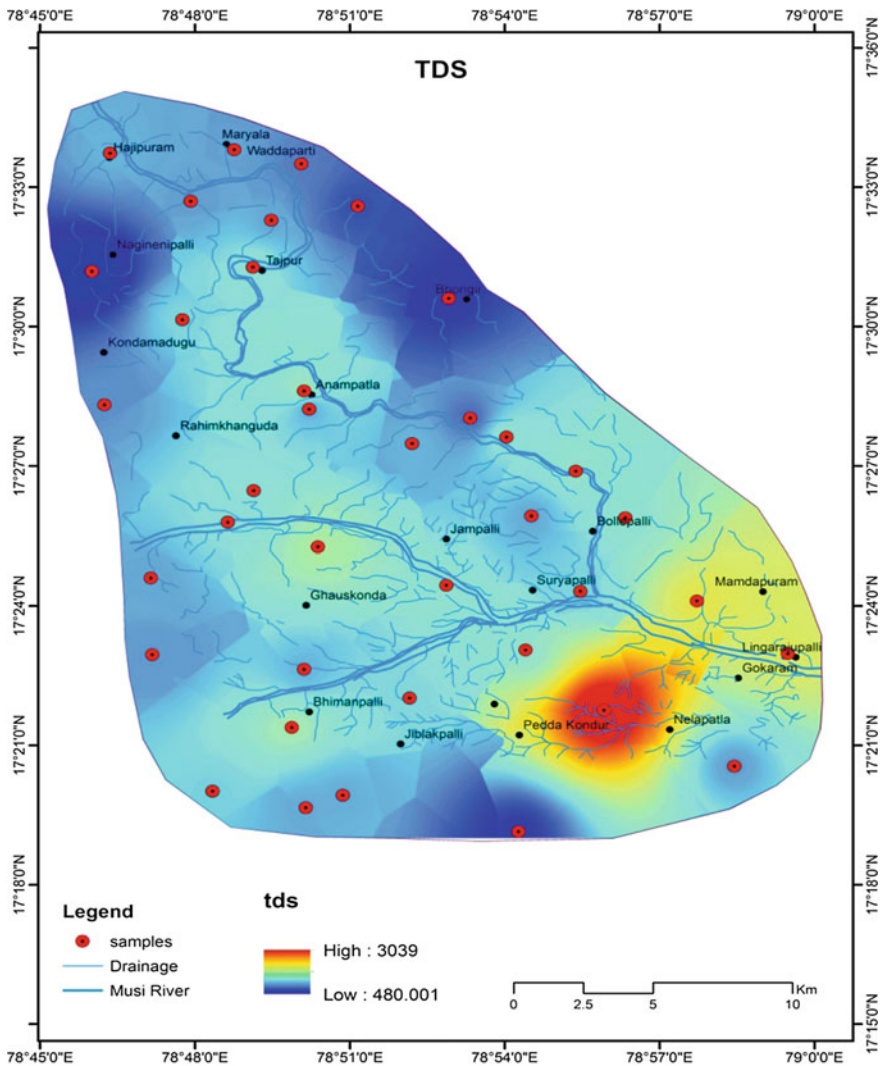 78°45'0"E 78°48'0"E 78°51'0"E 78°54'0"E 78°57'0"E 79°0'0"E
17°36'0"N 17°36'0"N
TDS
Maryala
Hajipuram Waddaparti
17°33'0"N 17°33'0"N
Naginenipalli
Tajpur
Bhongir
17°30'0"N 17°30'0"N
Kondamadugu
Anampatla
Rahimkhanguda
17°27'0"N 17°27'0"N
Jampalli Bollepalli
Suryapalli Mamdapuram
17°24'0"N 17°24'0"N
Ghauskonda
Lingarajupalli
Gokaram
Bhimanpalli
Pedda Kondur Nelapatla
17°21'0"N 17°21'0"N
Jiblakpalli
17°18'0"N 17°18'0"N
Legend
samples
Drainage
Musi River
tds
High : 3039
Low : 480.001
Km
0 2.5 5 10
17°15'0"N 17°15'0"N
78°45'0"E 78°48'0"E 78°51'0"E 78°54'0"E 78°57'0"E 79°0'0"E